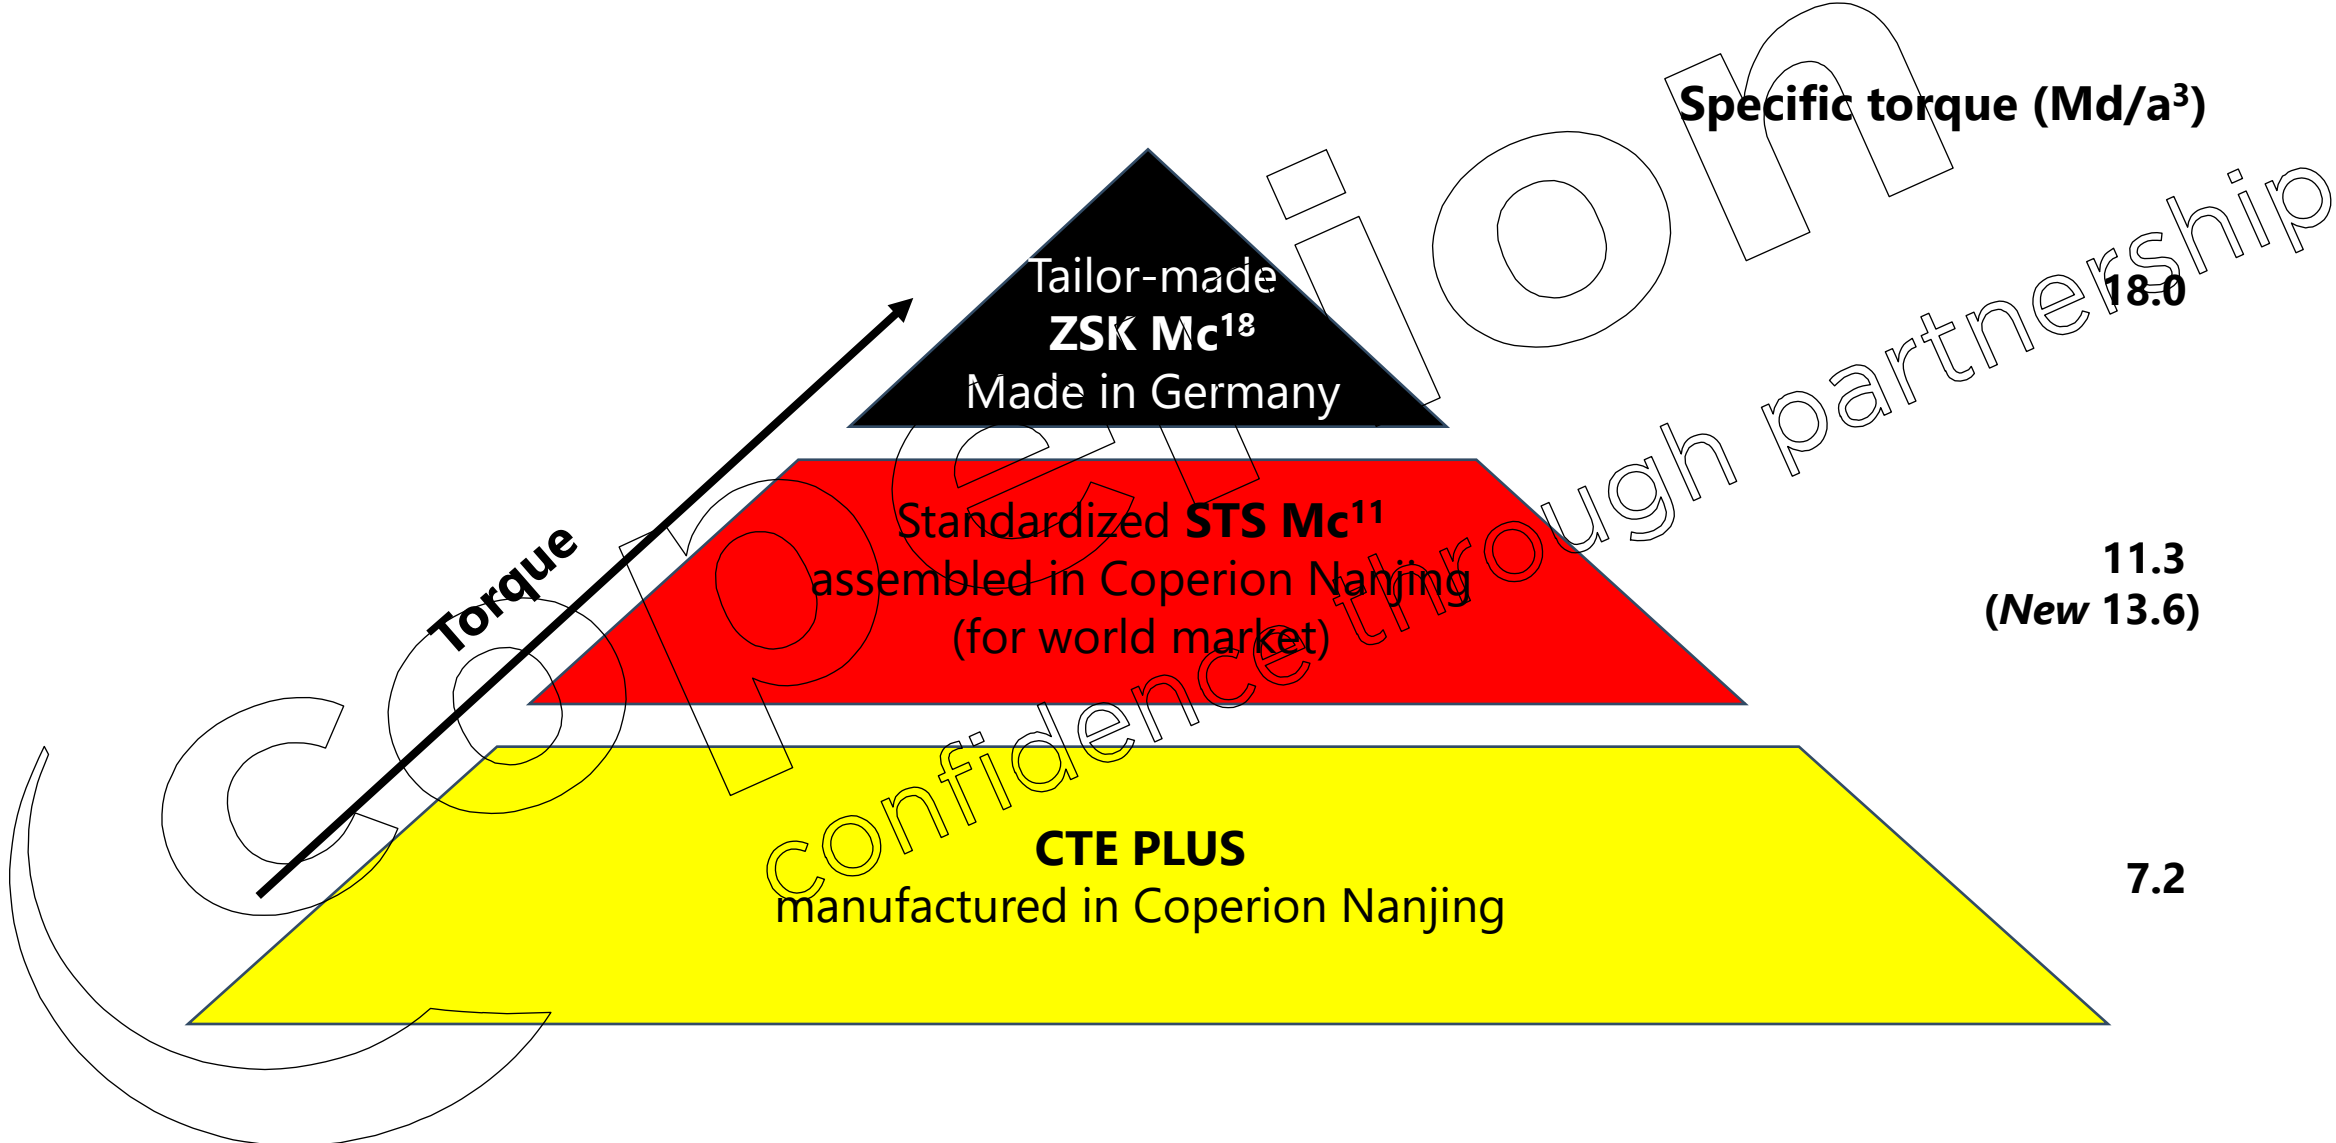 Specific torque (Md/a³)
Tailor-made
ZSK Mc¹⁸
Made in Germany
18.0
Torque
Standardized STS Mc¹¹
assembled in Coperion Nanjing
(for world market)
11.3
(New 13.6)
CTE PLUS
manufactured in Coperion Nanjing
7.2
coperion
confidence through partnership